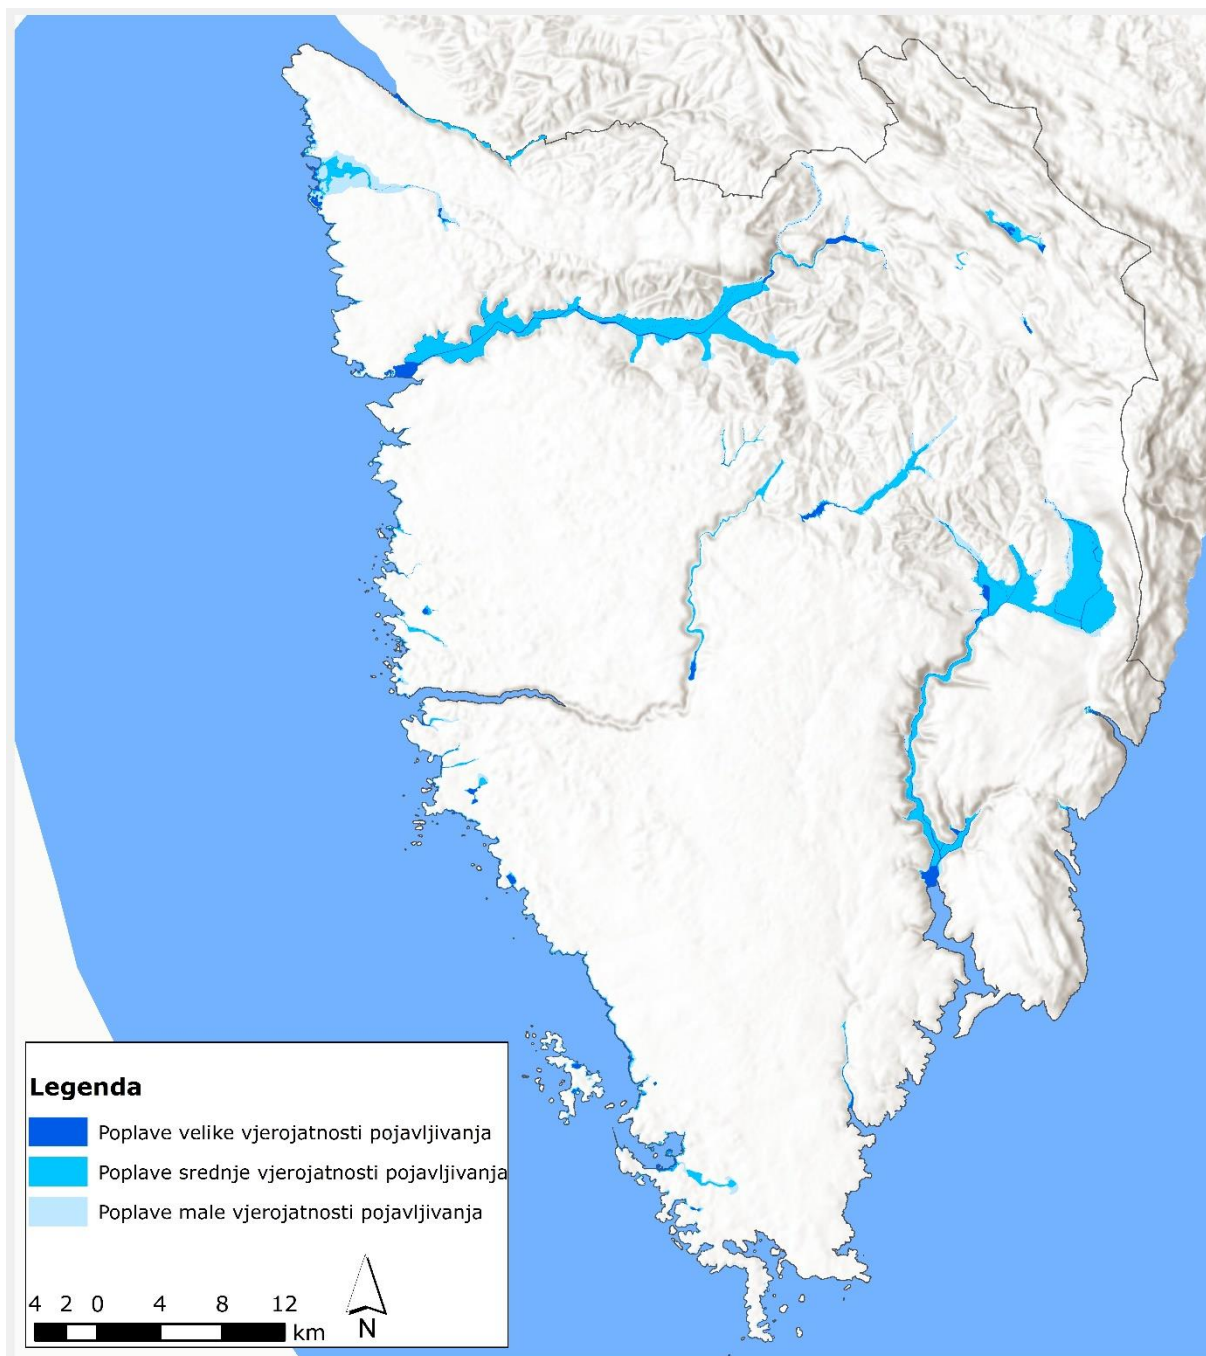 Legenda
Poplave velike vjerojatnosti pojavljivanja
Poplave srednje vjerojatnosti pojavljivanja
Poplave male vjerojatnosti pojavljivanja
4 2 0 4 8 12
km
N